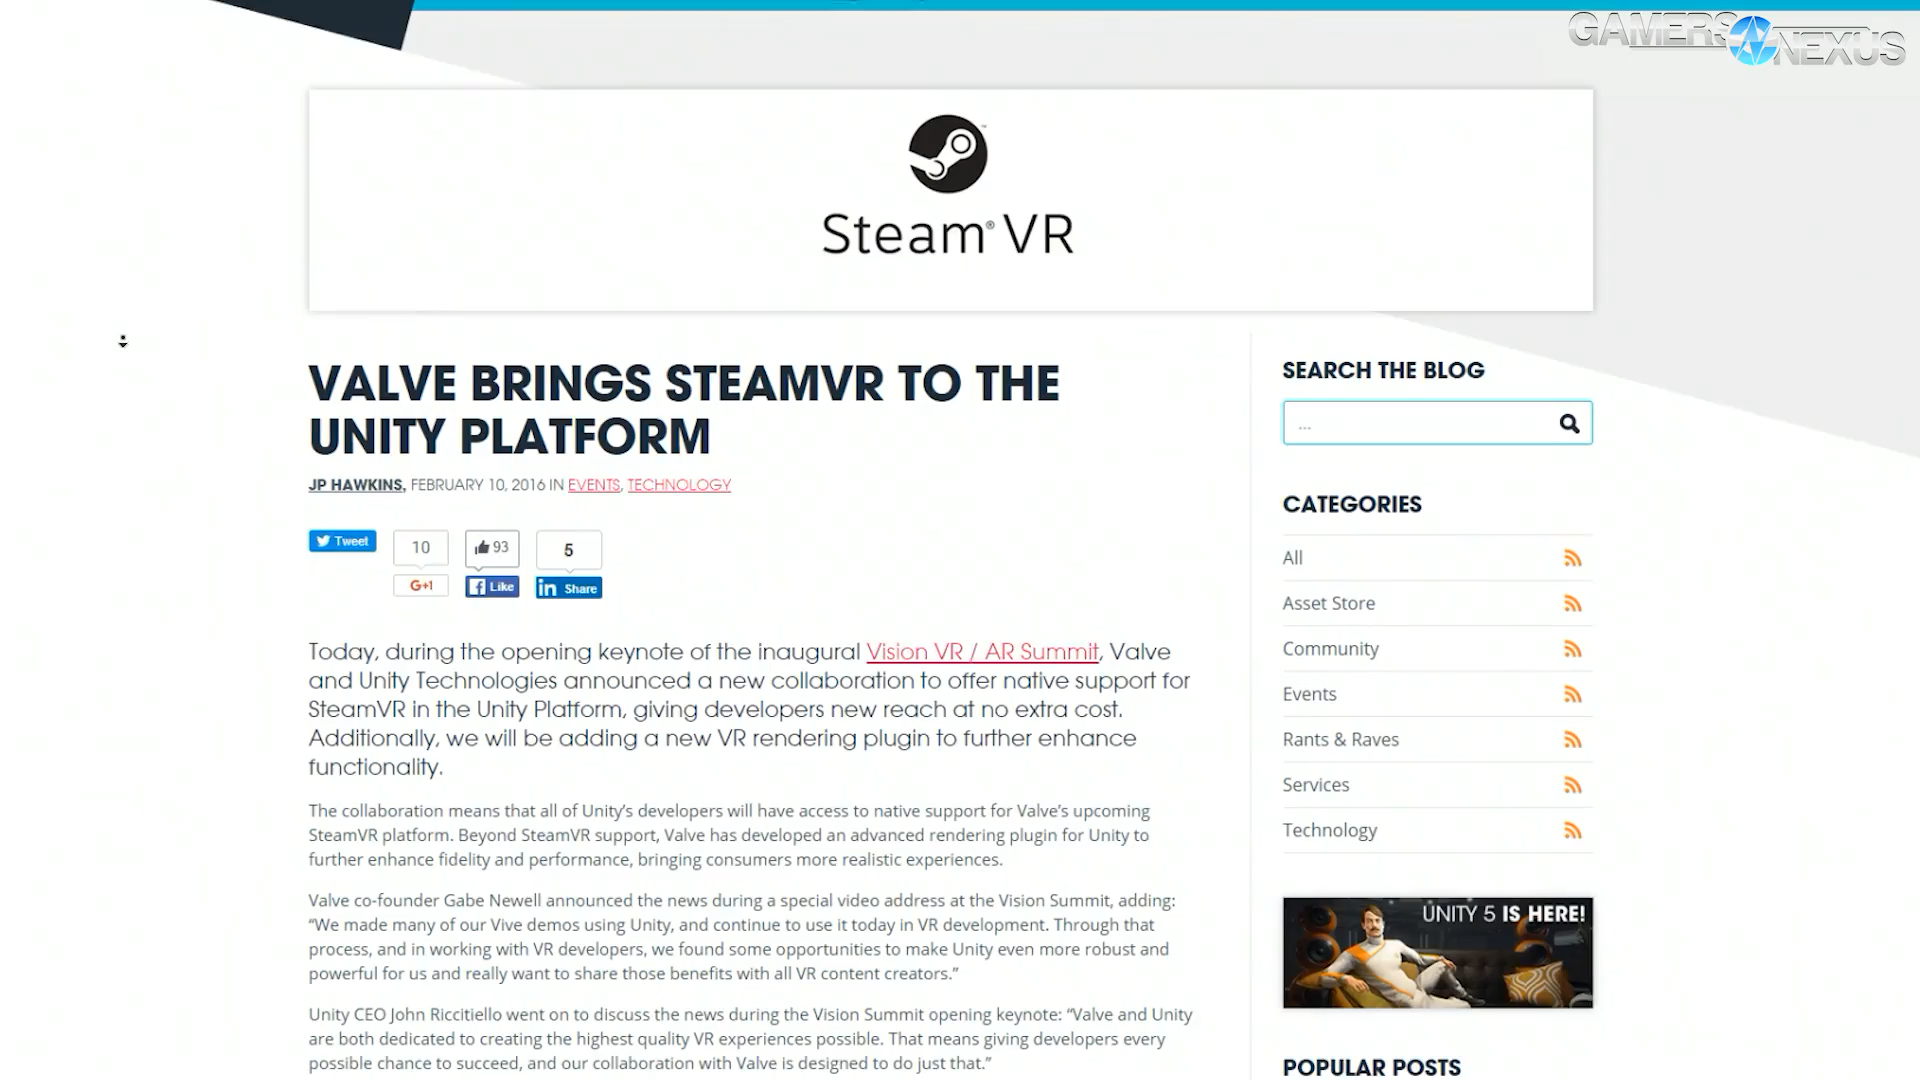 GAMERS NEXUS
Steam® VR
VALVE BRINGS STEAMVR TO THE
UNITY PLATFORM
JP HAWKINS, FEBRUARY 10, 2016 IN EVENTS, TECHNOLOGY
Tweet
10
G+1
93
Like
5
in Share
Today, during the opening keynote of the inaugural Vision VR / AR Summit, Valve
and Unity Technologies announced a new collaboration to offer native support for
SteamVR in the Unity Platform, giving developers new reach at no extra cost.
Additionally, we will be adding a new VR rendering plugin to further enhance
functionality.
The collaboration means that all of Unity’s developers will have access to native support for Valve’s upcoming
SteamVR platform. Beyond SteamVR support, Valve has developed an advanced rendering plugin for Unity to
further enhance fidelity and performance, bringing consumers more realistic experiences.
Valve co-founder Gabe Newell announced the news during a special video address at the Vision Summit, adding:
“We made many of our Vive demos using Unity, and continue to use it today in VR development. Through that
process, and in working with VR developers, we found some opportunities to make Unity even more robust and
powerful for us and really want to share those benefits with all VR content creators.”
Unity CEO John Riccitiello went on to discuss the news during the Vision Summit opening keynote: “Valve and Unity
are both dedicated to creating the highest quality VR experiences possible. That means giving developers every
possible chance to succeed, and our collaboration with Valve is designed to do just that.”
SEARCH THE BLOG
...
CATEGORIES
All
Asset Store
Community
Events
Rants & Raves
Services
Technology
UNITY 5 IS HERE!
POPULAR POSTS